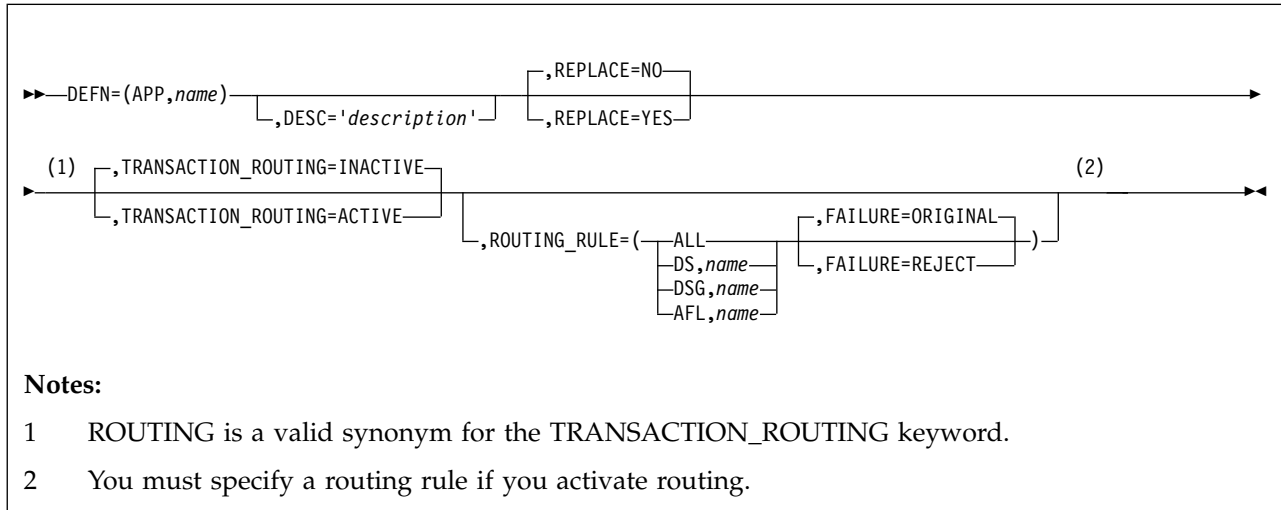 ,REPLACE=NO
DEFN=(APP,name)
,DESC='description'
,REPLACE=YES
(1)
,TRANSACTION_ROUTING=INACTIVE
(2)
,TRANSACTION_ROUTING=ACTIVE
,FAILURE=ORIGINAL
,ROUTING_RULE=(
ALL
)
DS,name
,FAILURE=REJECT
DSG,name
AFL,name
Notes:
1 ROUTING is a valid synonym for the TRANSACTION_ROUTING keyword.
2 You must specify a routing rule if you activate routing.